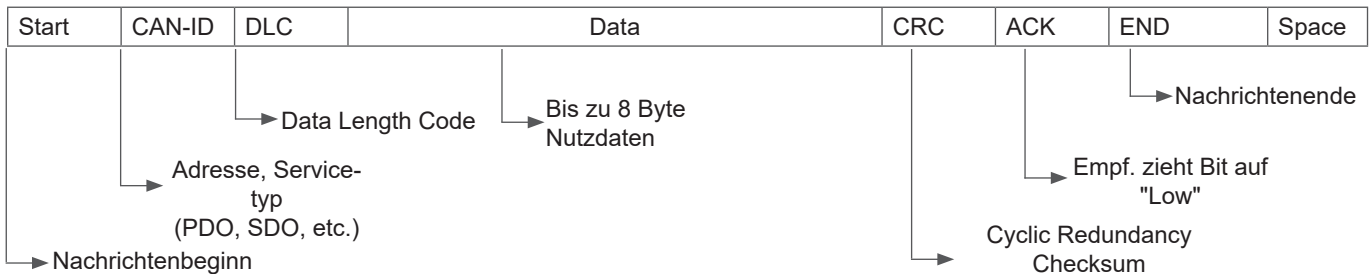 Start CAN-ID DLC Data CRC ACK END Space
Nachrichtenende
Data Length Code
Bis zu 8 Byte
Nutzdaten
Adresse, Service-
typ
(PDO, SDO, etc.)
Empf. zieht Bit auf
"Low"
Cyclic Redundancy
Checksum
Nachrichtenbeginn